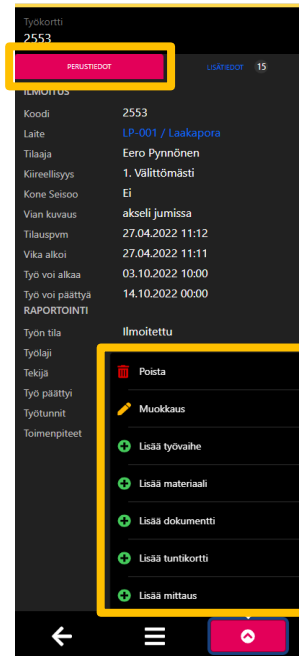 Työkortti
2553
PERUSTIEDOT LISÄTIEDOT 15
ILMOITUS
Koodi 2553
Laite LP-001 / Laakapora
Tilaaja Eero Pynnönen
Kiireellisyys 1. Välittömästi
Kone Seisoo Ei
Vian kuvaus akseli jumissa
Tilauspvm 27.04.2022 11:12
Vika alkoi 27.04.2022 11:11
Työ voi alkaa 03.10.2022 10:00
Työ voi päättyä 14.10.2022 00:00
RAPORTOINTI
Työn tila Ilmoitettu
Työlaji
Tekijä
Työ päättyi
Työtunnit
Toimenpiteet
Poista
Muokkaus
Lisää työvaihe
Lisää materiaali
Lisää dokumentti
Lisää tuntikortti
Lisää mittaus